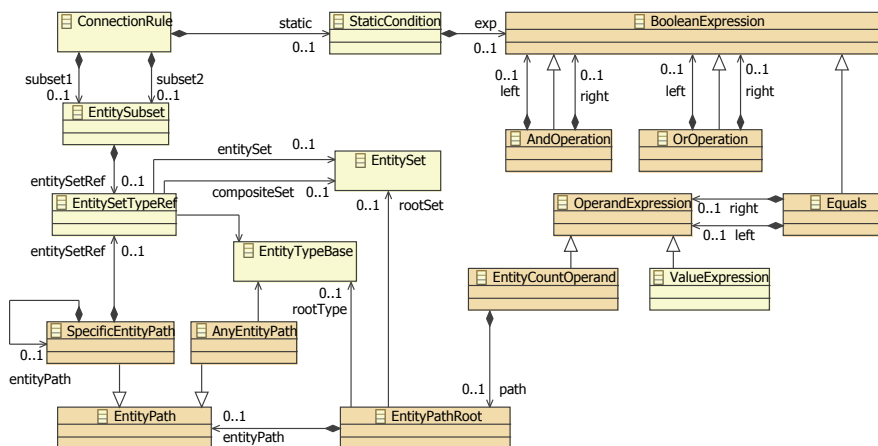 ConnectionRule
static
0..1
StaticCondition
exp
0..1
BooleanExpression
subset1
0..1
subset2
0..1
0..1
left
0..1
right
0..1
left
0..1
right
EntitySubset
AndOperation
OrOperation
entitySet
0..1
EntitySet
entitySetRef
0..1
compositeSet
0..1
EntitySetTypeRef
0..1
rootSet
OperandExpression
0..1
right
0..1
left
Equals
entitySetRef
0..1
EntityTypeBase
0..1
rootType
EntityCountOperand
ValueExpression
SpecificEntityPath
AnyEntityPath
0..1
entityPath
0..1
path
EntityPath
0..1
entityPath
EntityPathRoot